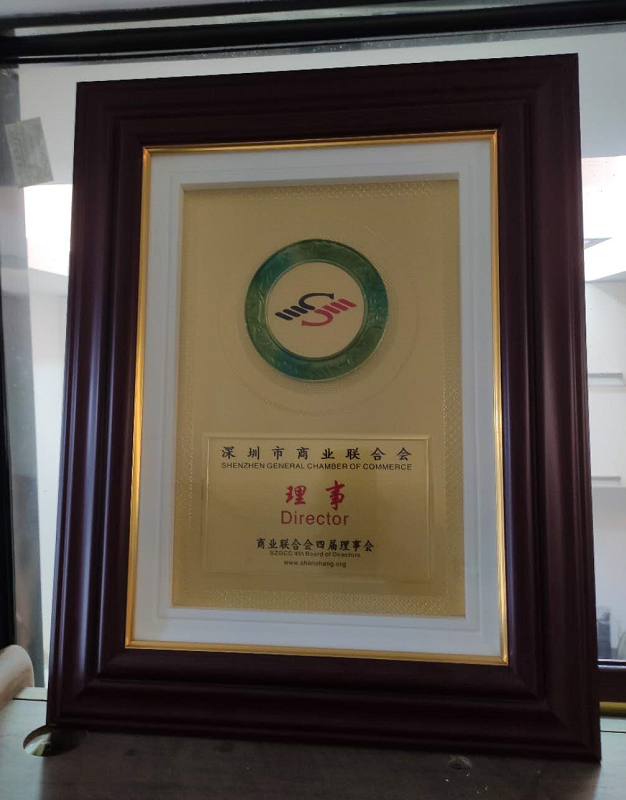 深圳市商业联合会
SHENZHEN GENERAL CHAMBER OF COMMERCE
理事
Director
商业联合会四届理事会
SZGCC 4th Board of Directors
www.shanghang.org